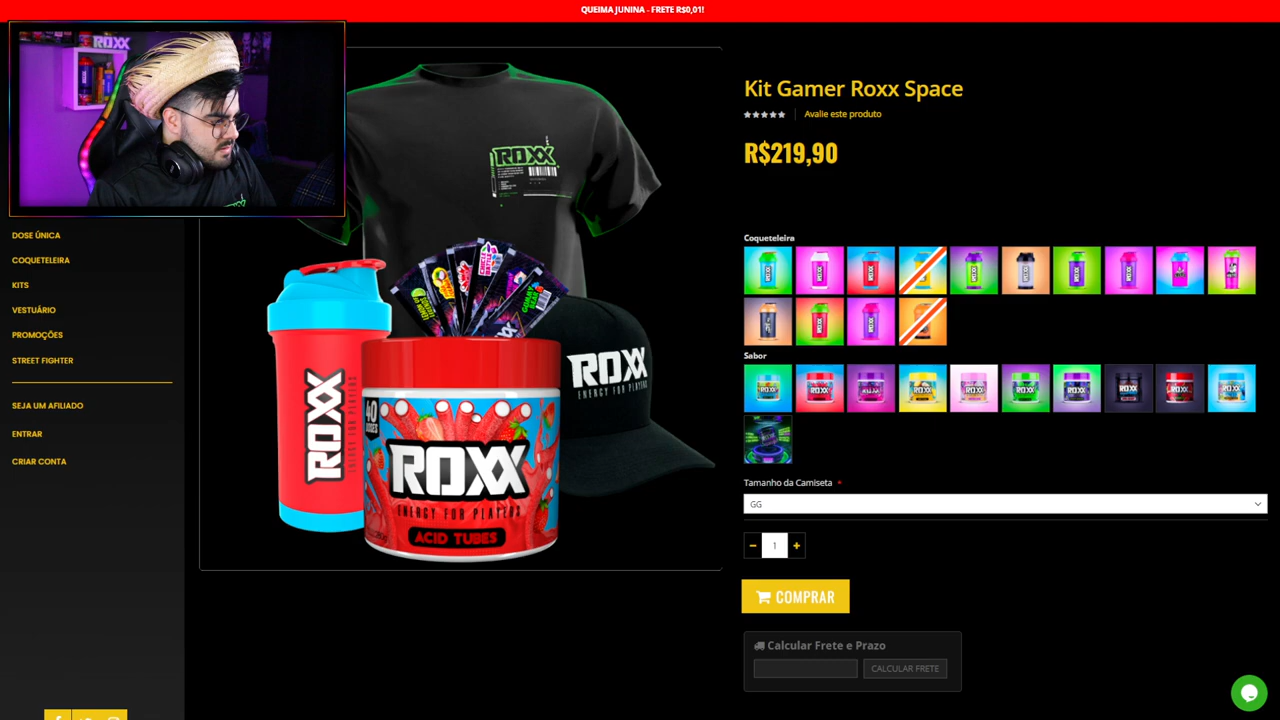 QUEIMA JUNINA - FRETE R$0,01!
ROXX
DOSE ÚNICA
COQUETELEIRA
KITS
VESTUÁRIO
PROMOÇÕES
STREET FIGHTER
SEJA UM AFILIADO
ENTRAR
CRIAR CONTA
ROXX
ROXX
ENERGY FOR PLAYERS
ROXX
ENERGY FOR PLAYERS
40
DOSES
ROXX
ENERGY FOR PLAYERS
ACID TUBES
Kit Gamer Roxx Space
Avalie este produto
R$219,90
Coqueteleira
Sabor
Tamanho da Camiseta *
GG
1
COMPRAR
Calcular Frete e Prazo
CALCULAR FRETE